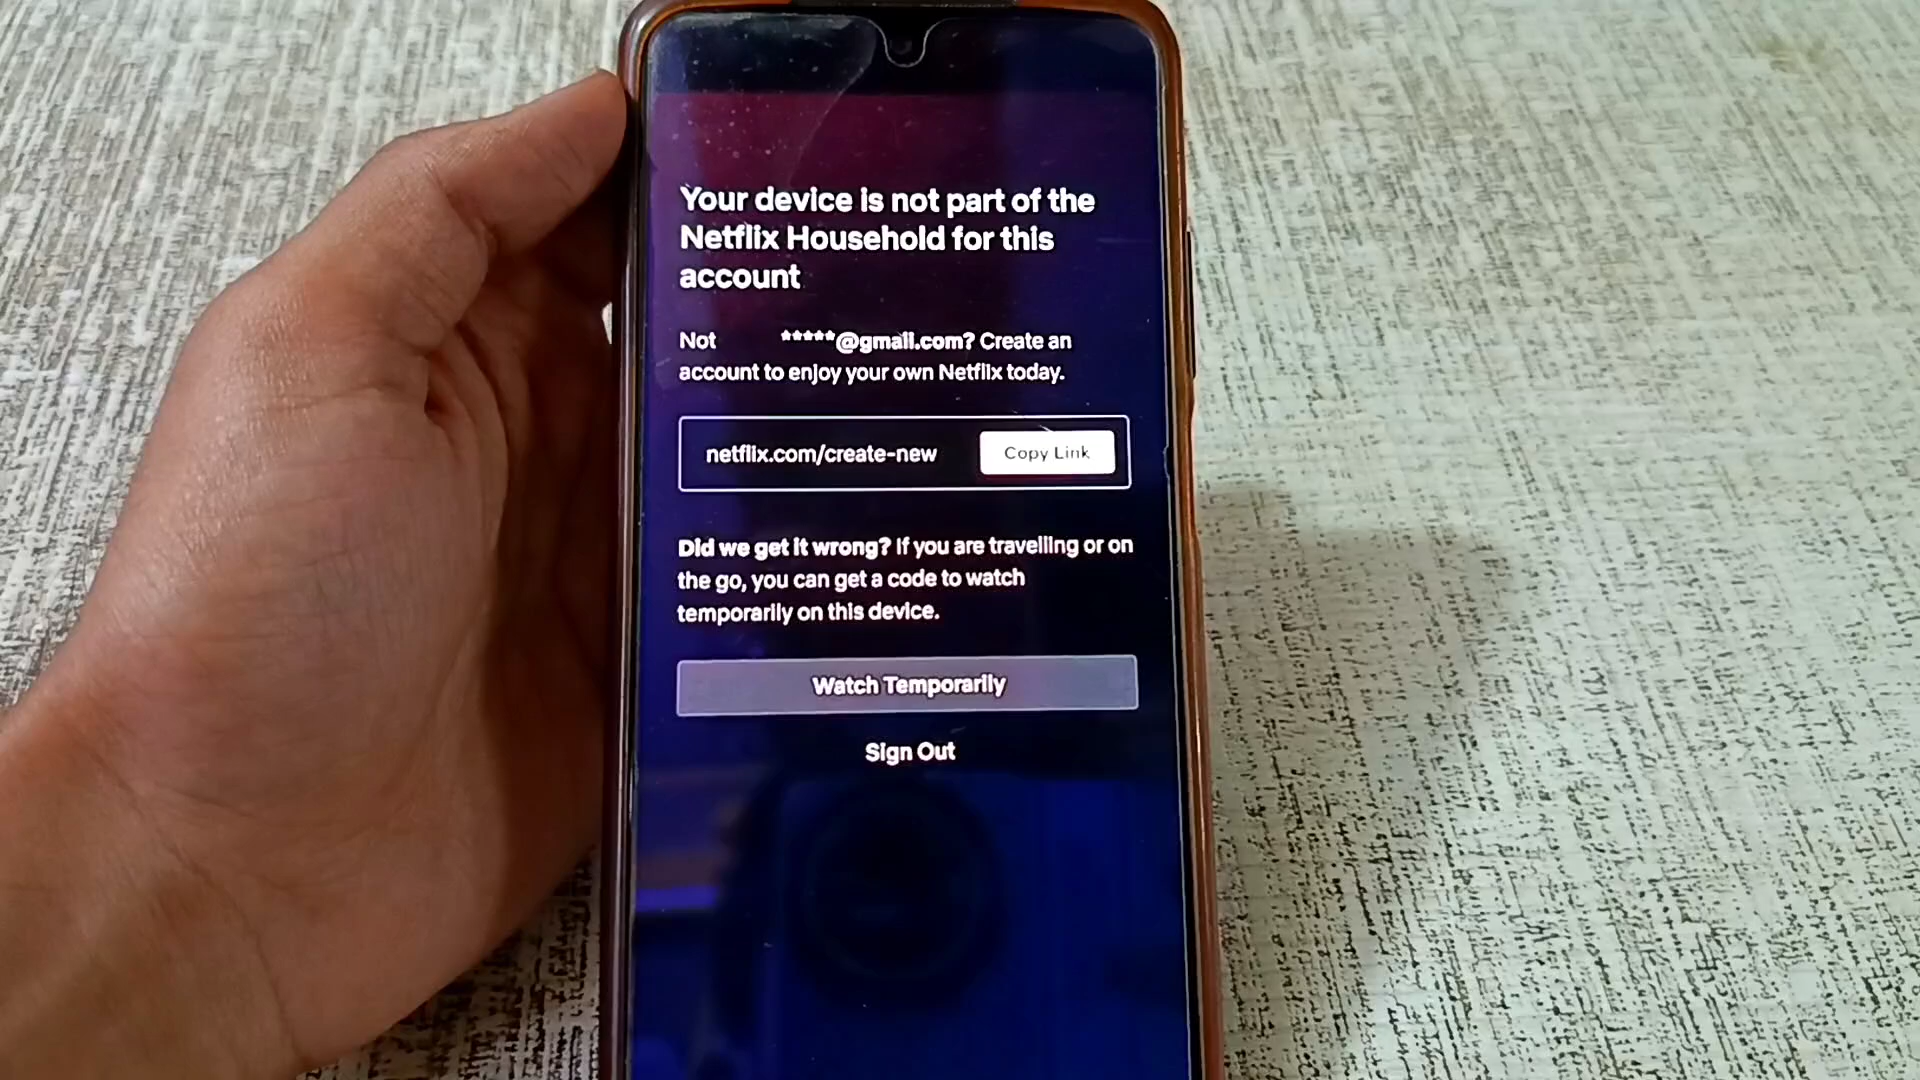 Your device is not part of the
Netflix Household for this
account
Not *****@gmail.com? Create an
account to enjoy your own Netflix today.
netflix.com/create-new
Copy Link
Did we get it wrong? If you are travelling or on
the go, you can get a code to watch
temporarily on this device.
Watch Temporarily
Sign Out